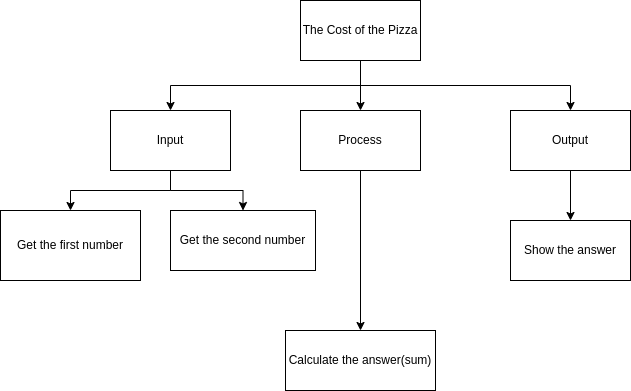 The Cost of the Pizza
Input
Process
Output
Get the first number
Get the second number
Show the answer
Calculate the answer(sum)